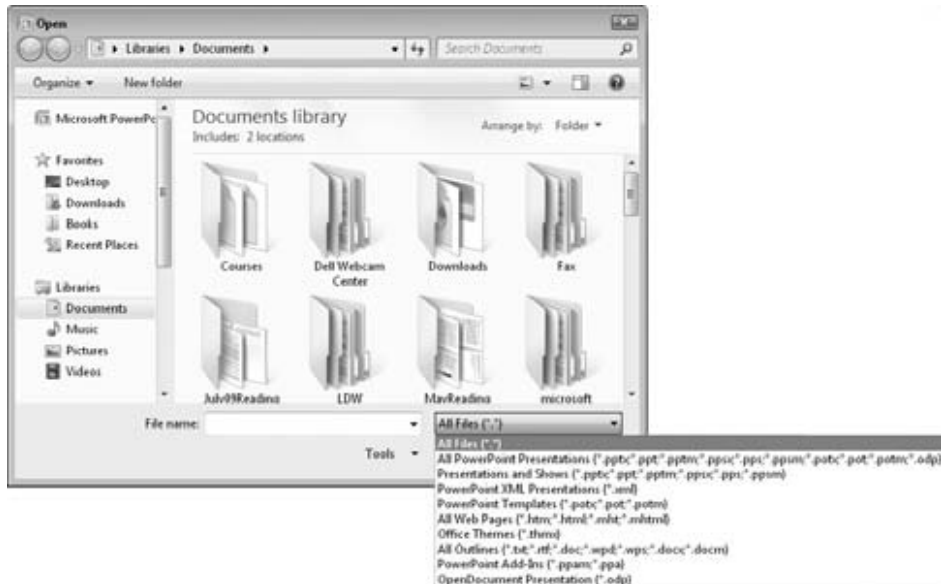 Open
Libraries ▸ Documents ▸
Search Documents
Organize
New folder
Microsoft PowerPo
Documents library
Includes: 2 locations
Arrange by: Folder
Favorites
Desktop
Downloads
Books
Recent Places
Libraries
Documents
Music
Pictures
Videos
Courses
Dell Webcam
Center
Downloads
Fax
July09Reading
LDW
MayReading
microsoft
File name:
All Files (*.*)
Tools
All Files (*.*)
All PowerPoint Presentations (*.pptx;*.ppt;*.pptm;*.ppsx;*.pps;*.ppsm;*.potx;*.pot;*.potm;*.odp)
Presentations and Shows (*.pptx;*.ppt;*.pptm;*.ppsx;*.pps;*.ppsm)
PowerPoint XML Presentations (*.xml)
PowerPoint Templates (*.potx;*.pot;*.potm)
All Web Pages (*.htm;*.html;*.mht;*.mhtml)
Office Themes (*.thmx)
All Outlines (*.txt;*.rtf;*.doc;*.wpd;*.wps;*.docx;*.docm)
PowerPoint Add-Ins (*.ppam;*.ppa)
OpenDocument Presentation (*.odp)